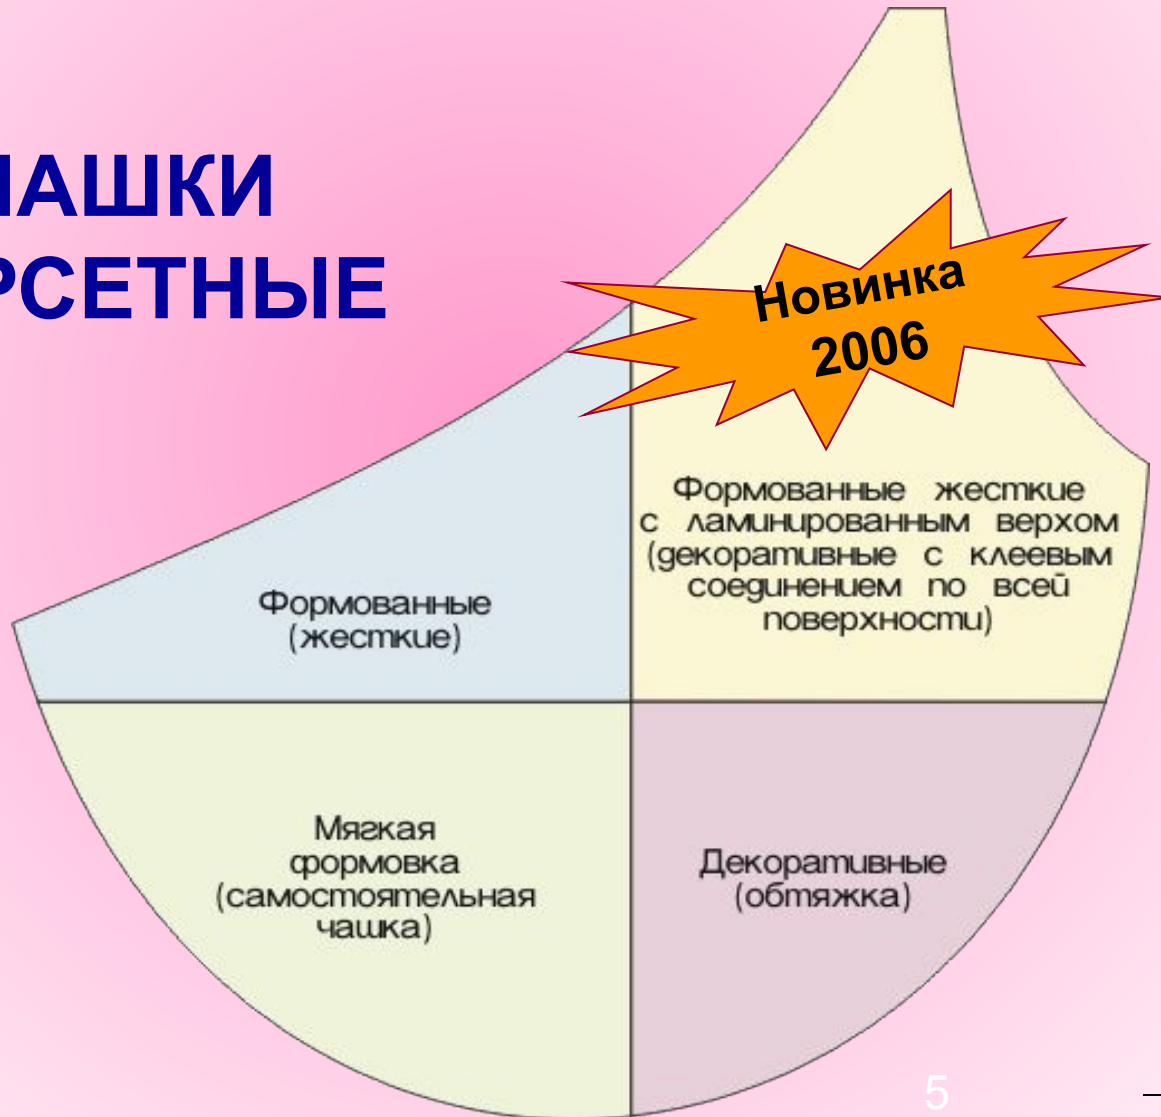 ЧАШКИ
РСЕТНЫЕ
Новинка
2006
Формованные жесткие
с ламинированным верхом
(декоративные с клеевым
соединением по всей
поверхности)
Формованные
(жесткие)
Мягкая
формовка
(самостоятельная
чашка)
Декоративные
(обтяжка)
5